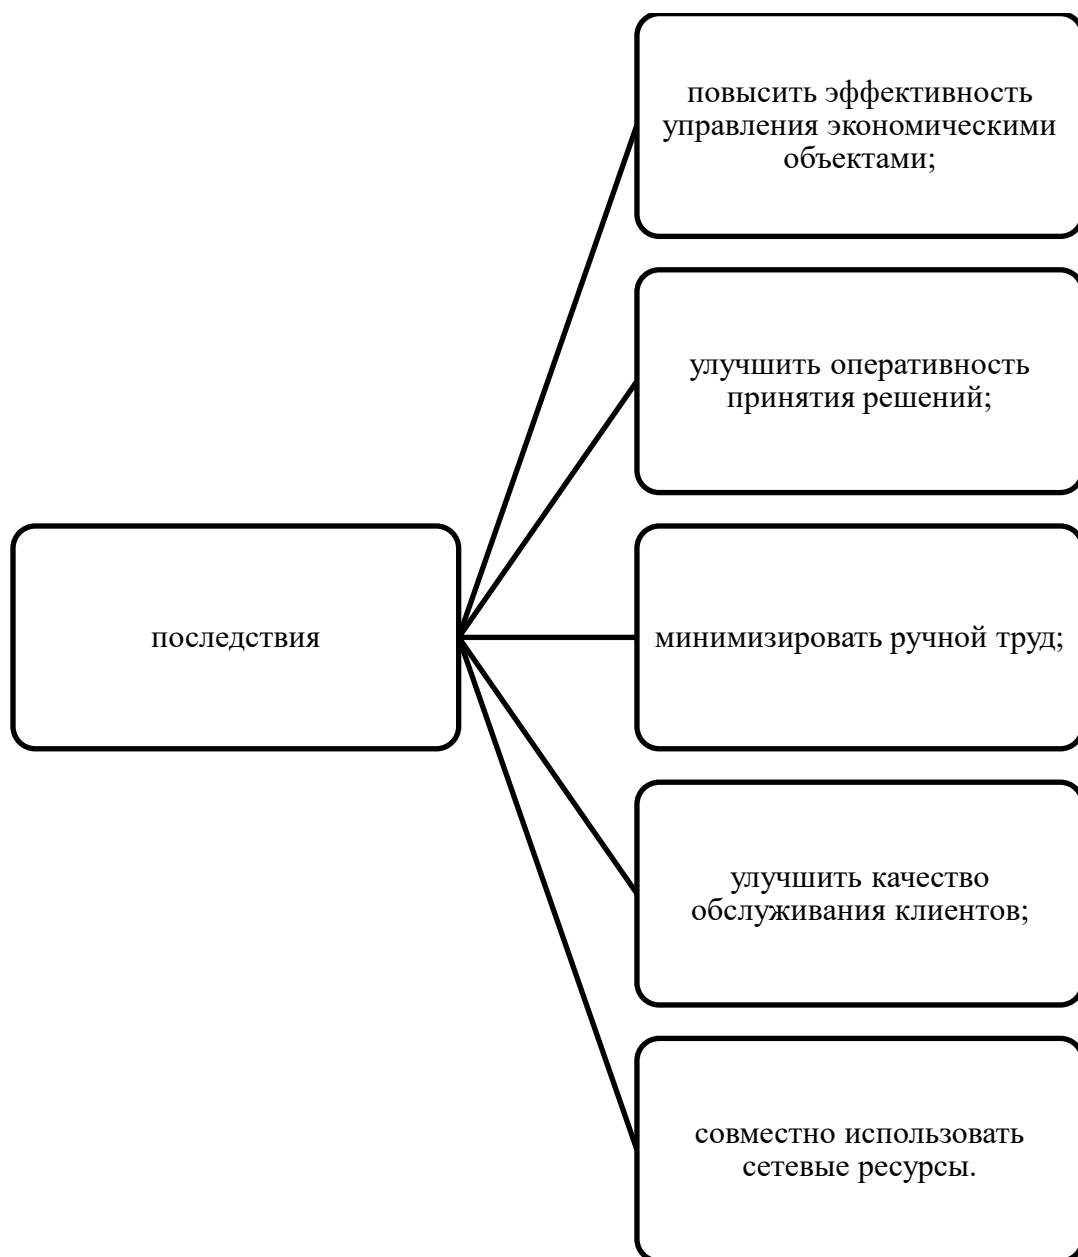 повысить эффективность
управления экономическими
объектами;
улучшить оперативность
принятия решений;
последствия
минимизировать ручной труд;
улучшить качество
обслуживания клиентов;
совместно использовать
сетевые ресурсы.